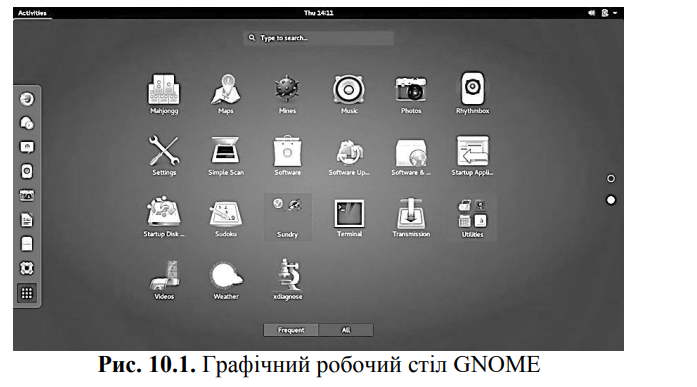 Activities Thu 14:11
Type to search...
Mahjongg Maps Mines Music Photos Rhythmbox
Settings Simple Scan Software Software Up... Software & ... Startup Appli...
Startup Disk ... Sudoku Sundry Terminal Transmission Utilities
Videos Weather xdiagnose
Frequent All
Рис. 10.1. Графічний робочий стіл GNOME